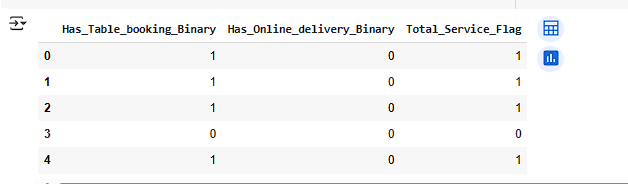 Has_Table_booking_Binary Has_Online_delivery_Binary Total_Service_Flag
0 1 0 1
1 1 0 1
2 1 0 1
3 0 0 0
4 1 0 1